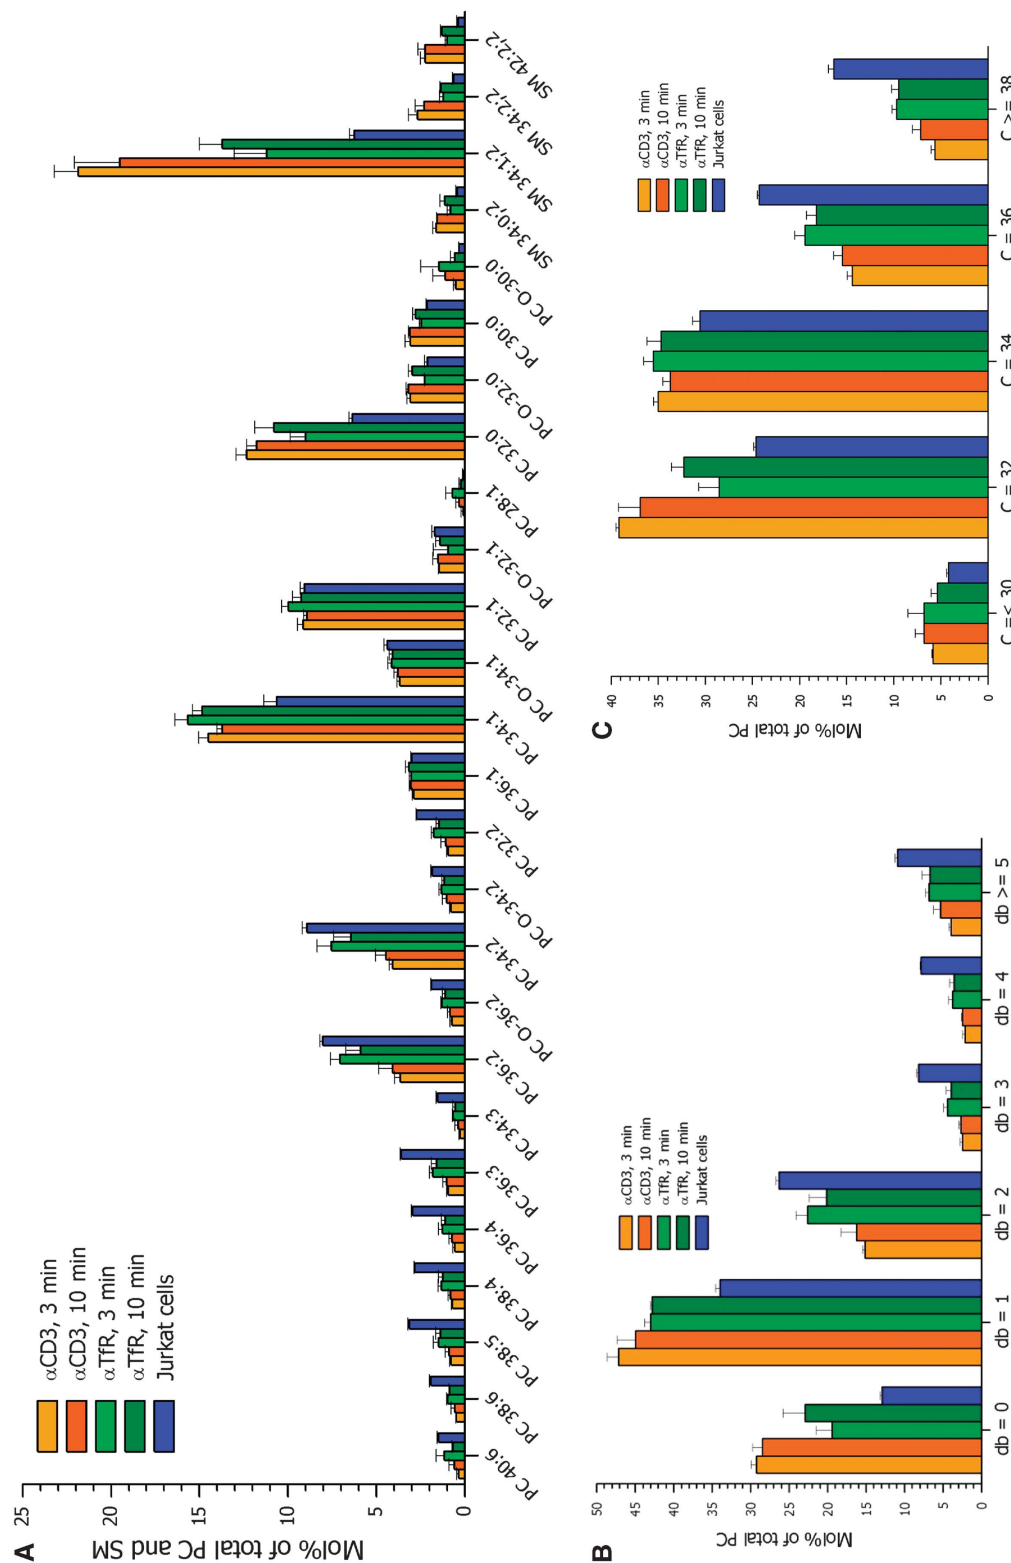 A
Mol% of total PC and SM
25
20
15
10
5
0
αCD3, 3 min
αCD3, 10 min
αTfR, 3 min
αTfR, 10 min
Jurkat cells
PC 40:6
PC 38:6
PC 38:5
PC 38:4
PC 36:4
PC 36:3
PC 34:3
PC 36:2
PC O-36:2
PC 34:2
PC O-34:2
PC 32:2
PC 36:1
PC 34:1
PC O-34:1
PC 32:1
PC O-32:1
PC 28:1
PC 32:0
PC O-32:0
PC 30:0
PC O-30:0
SM 34:0;2
SM 34:1;2
SM 34:2;2
SM 42:2;2
B
Mol% of total PC
50
45
40
35
30
25
20
15
10
5
0
αCD3, 3 min
αCD3, 10 min
αTfR, 3 min
αTfR, 10 min
Jurkat cells
db = 0
db = 1
db = 2
db = 3
db = 4
db >= 5
C
Mol% of total PC
40
35
30
25
20
15
10
5
0
αCD3, 3 min
αCD3, 10 min
αTfR, 3 min
αTfR, 10 min
Jurkat cells
C =< 30
C = 32
C = 34
C = 36
C >= 38